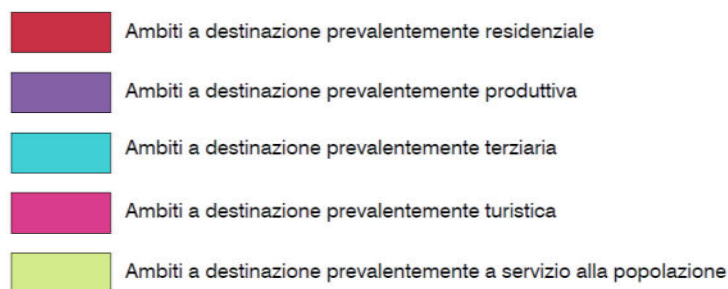 Ambiti a destinazione prevalentemente residenziale
Ambiti a destinazione prevalentemente produttiva
Ambiti a destinazione prevalentemente terziaria
Ambiti a destinazione prevalentemente turistica
Ambiti a destinazione prevalentemente a servizio alla popolazione